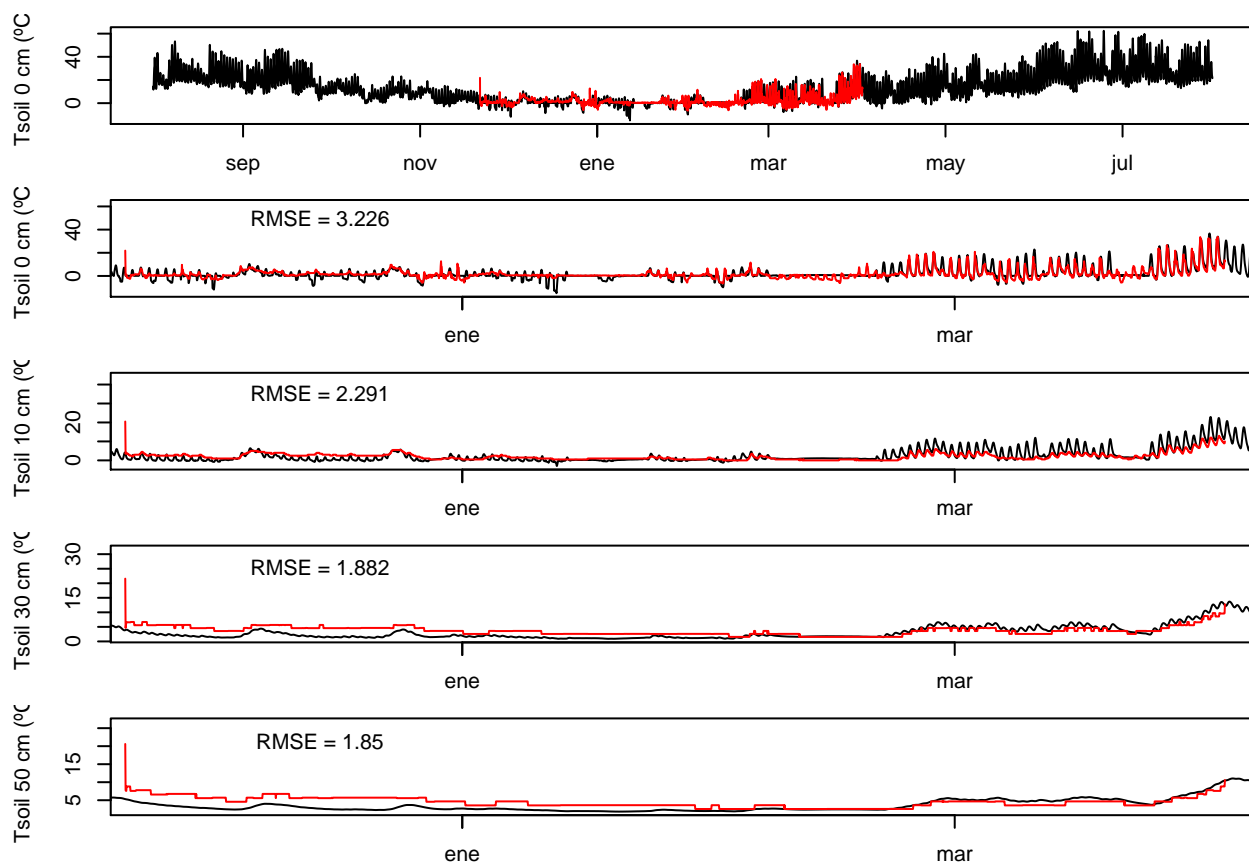 Tsoil 0 cm (ºC
40
0
sep nov ene mar may jul
Tsoil 0 cm (ºC
40
0
RMSE = 3.226
ene mar
Tsoil 10 cm (ºC
20
0
RMSE = 2.291
ene mar
Tsoil 30 cm (ºC
30
15
0
RMSE = 1.882
ene mar
Tsoil 50 cm (ºC
15
5
RMSE = 1.85
ene mar